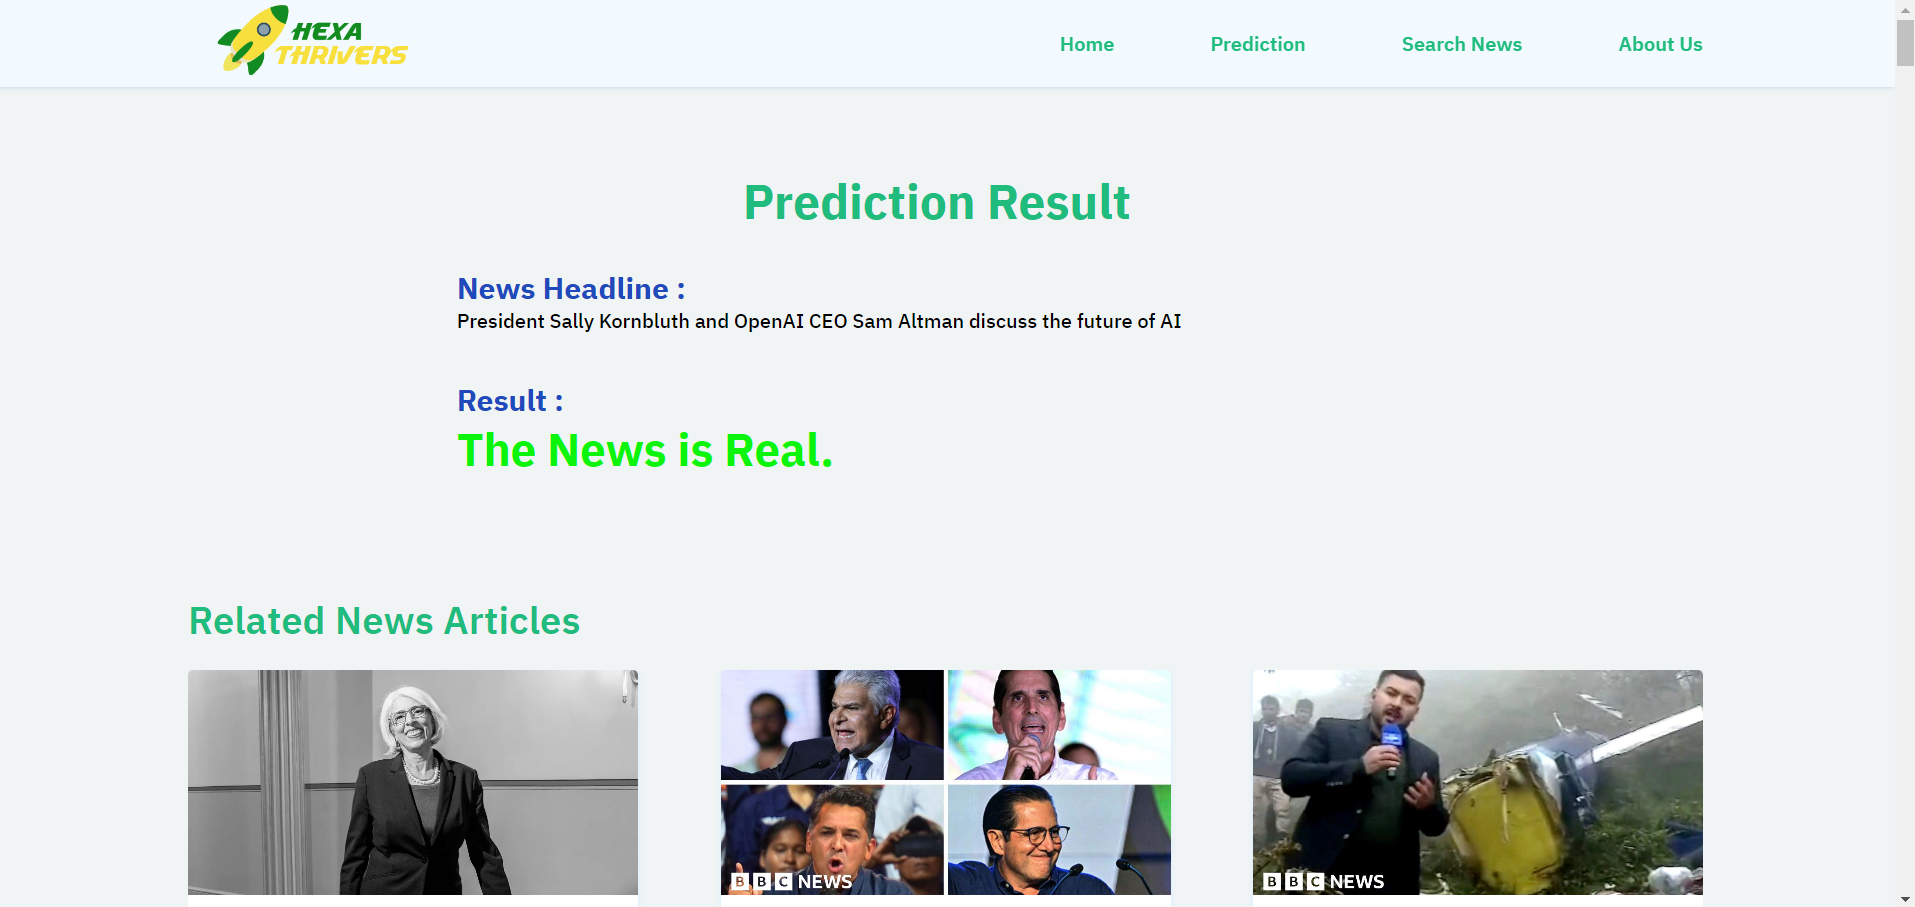 HEXA
THRIVERS
Home
Prediction
Search News
About Us
Prediction Result
News Headline :
President Sally Kornbluth and OpenAI CEO Sam Altman discuss the future of AI
Result :
The News is Real.
Related News Articles
BBC NEWS
BBC NEWS